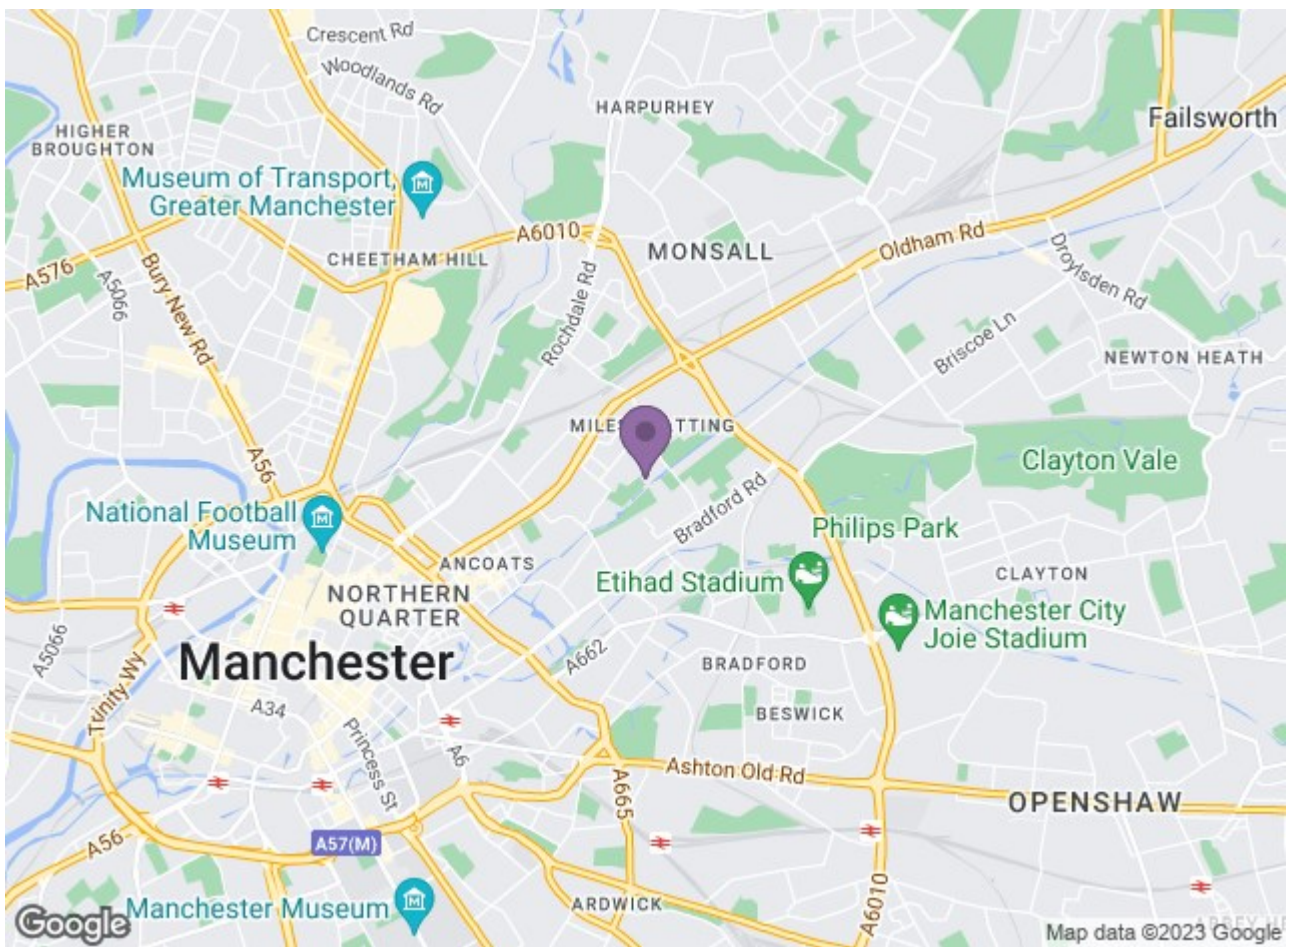 Crescent Rd
Woodlands Rd
HARPURHEY
Failsworth
HIGHER
BROUGHTON
Museum of Transport,
Greater Manchester
A6010
Oldham Rd
MONSALL
CHEETHAM HILL
A576
A5066
Bury New Rd
Rochdale Rd
Droylsden Rd
Briscoe Ln
NEWTON HEATH
MILES
TTING
A56
Clayton Vale
National Football
Museum
Bradford Rd
Philips Park
ANCOATS
Etihad Stadium
CLAYTON
NORTHERN
QUARTER
Manchester City
Joie Stadium
A5066
Manchester
A662
BRADFORD
Trinity Wy
A34
BESWICK
Princess St
A6
Ashton Old Rd
A665
OPENSHAW
A56
A57(M)
Manchester Museum
ARDWICK
A6010
Google
Map data ©2023 Google